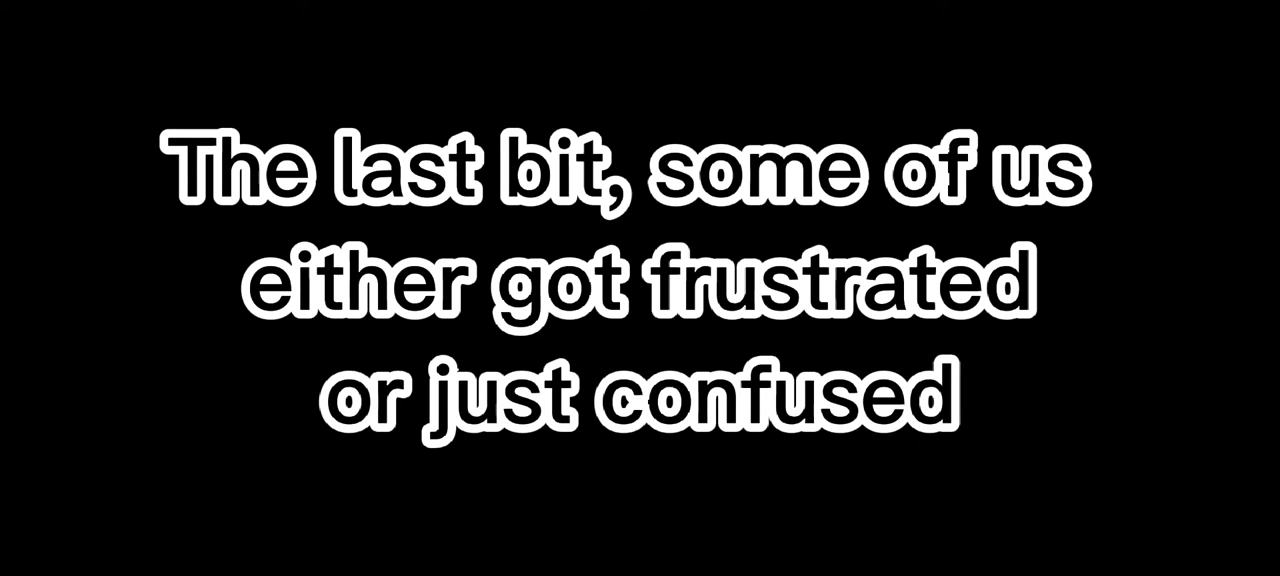 The last bit, some of us
either got frustrated
or just confused